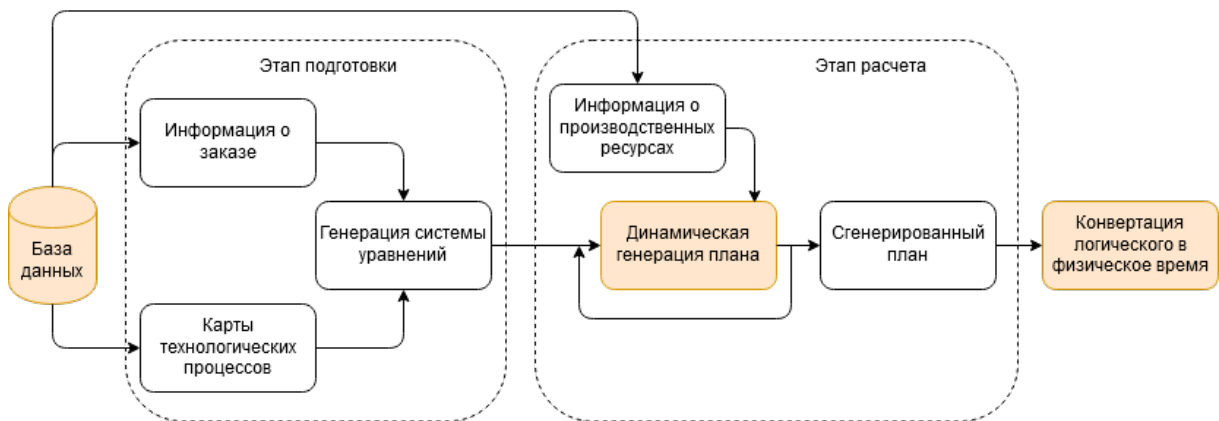 Этап подготовки
Этап расчета
Информация о
заказе
Информация о
производственных
ресурсах
База
данных
Генерация системы
уравнений
Динамическая
генерация плана
Сгенерированный
план
Конвертация
логического в
физическое время
Карты
технологических
процессов